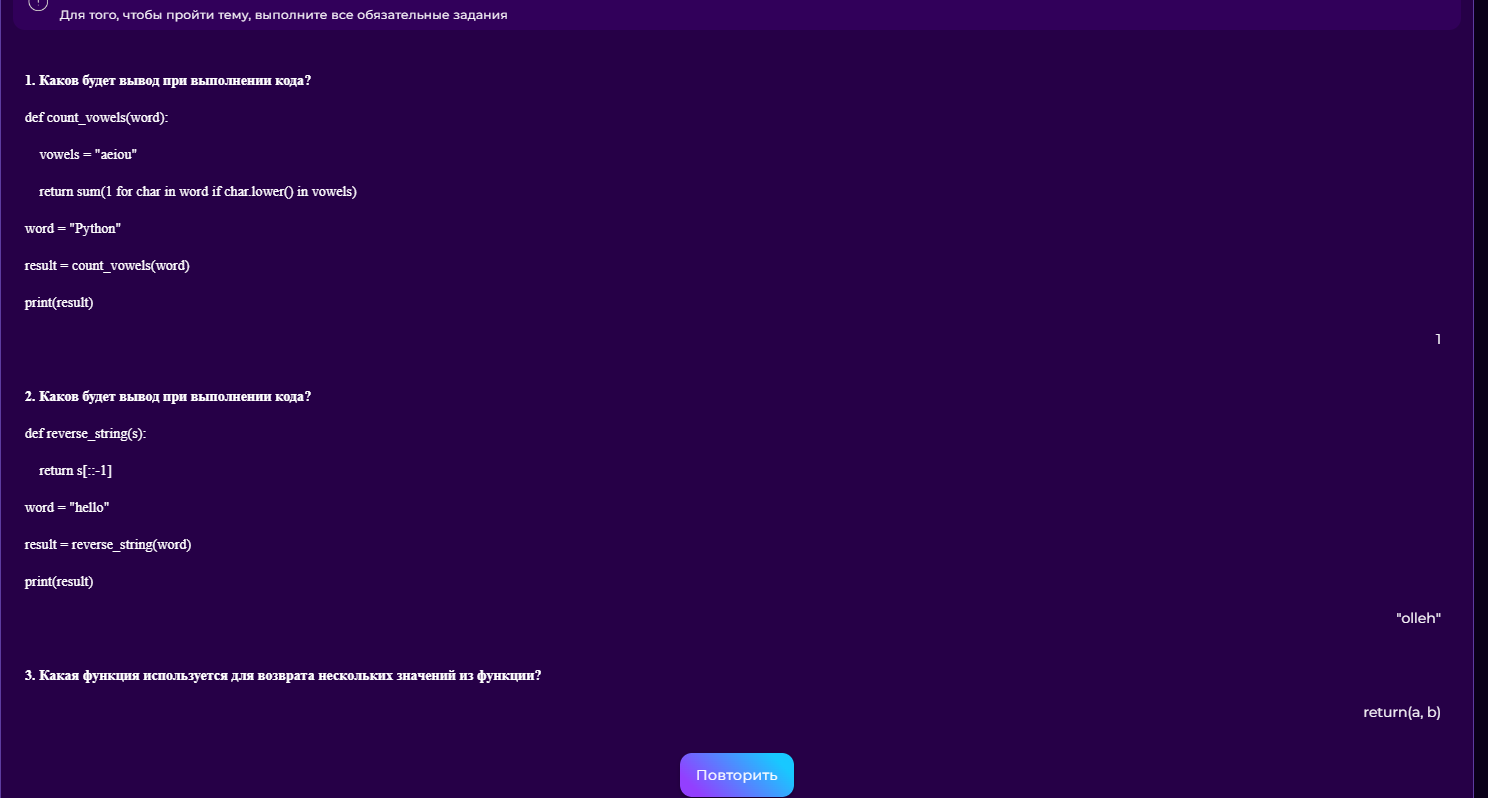 Для того, чтобы пройти тему, выполните все обязательные задания
1. Каков будет вывод при выполнении кода?
def count_vowels(word):
vowels = "aeiou"
return sum(1 for char in word if char.lower() in vowels)
word = "Python"
result = count_vowels(word)
print(result)
1
2. Каков будет вывод при выполнении кода?
def reverse_string(s):
return s[::-1]
word = "hello"
result = reverse_string(word)
print(result)
"olleh"
3. Какая функция используется для возврата нескольких значений из функции?
return(a, b)
Повторить